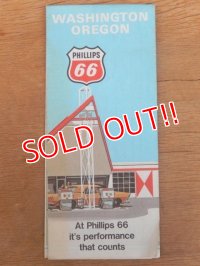 WASHINGTON
OREGON
PHILLIPS
66
SOLD OUT!!
At Phillips 66
it's performance
that counts